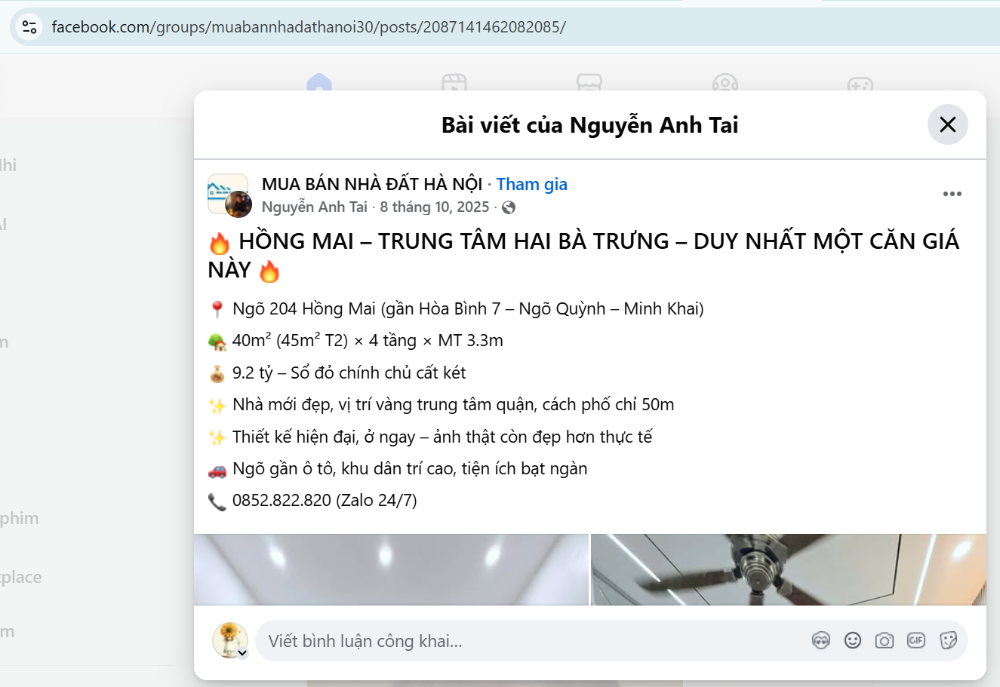 facebook.com/groups/muabannhadathanoi30/posts/2087141462082085/
Bài viết của Nguyễn Anh Tai
MUA BÁN NHÀ ĐẤT HÀ NỘI · Tham gia
Nguyễn Anh Tai · 8 tháng 10, 2025 ·
🔥 HỒNG MAI – TRUNG TÂM HAI BÀ TRƯNG – DUY NHẤT MỘT CĂN GIÁ
NÀY 🔥
📍 Ngõ 204 Hồng Mai (gần Hòa Bình 7 – Ngõ Quỳnh – Minh Khai)
🏡 40m² (45m² T2) × 4 tầng × MT 3.3m
💰 9.2 tỷ – Sổ đỏ chính chủ cất két
✨ Nhà mới đẹp, vị trí vàng trung tâm quận, cách phố chỉ 50m
✨ Thiết kế hiện đại, ở ngay – ảnh thật còn đẹp hơn thực tế
🚗 Ngõ gần ô tô, khu dân trí cao, tiện ích bạt ngàn
📞 0852.822.820 (Zalo 24/7)
phim
place
Viết bình luận công khai...
GIF